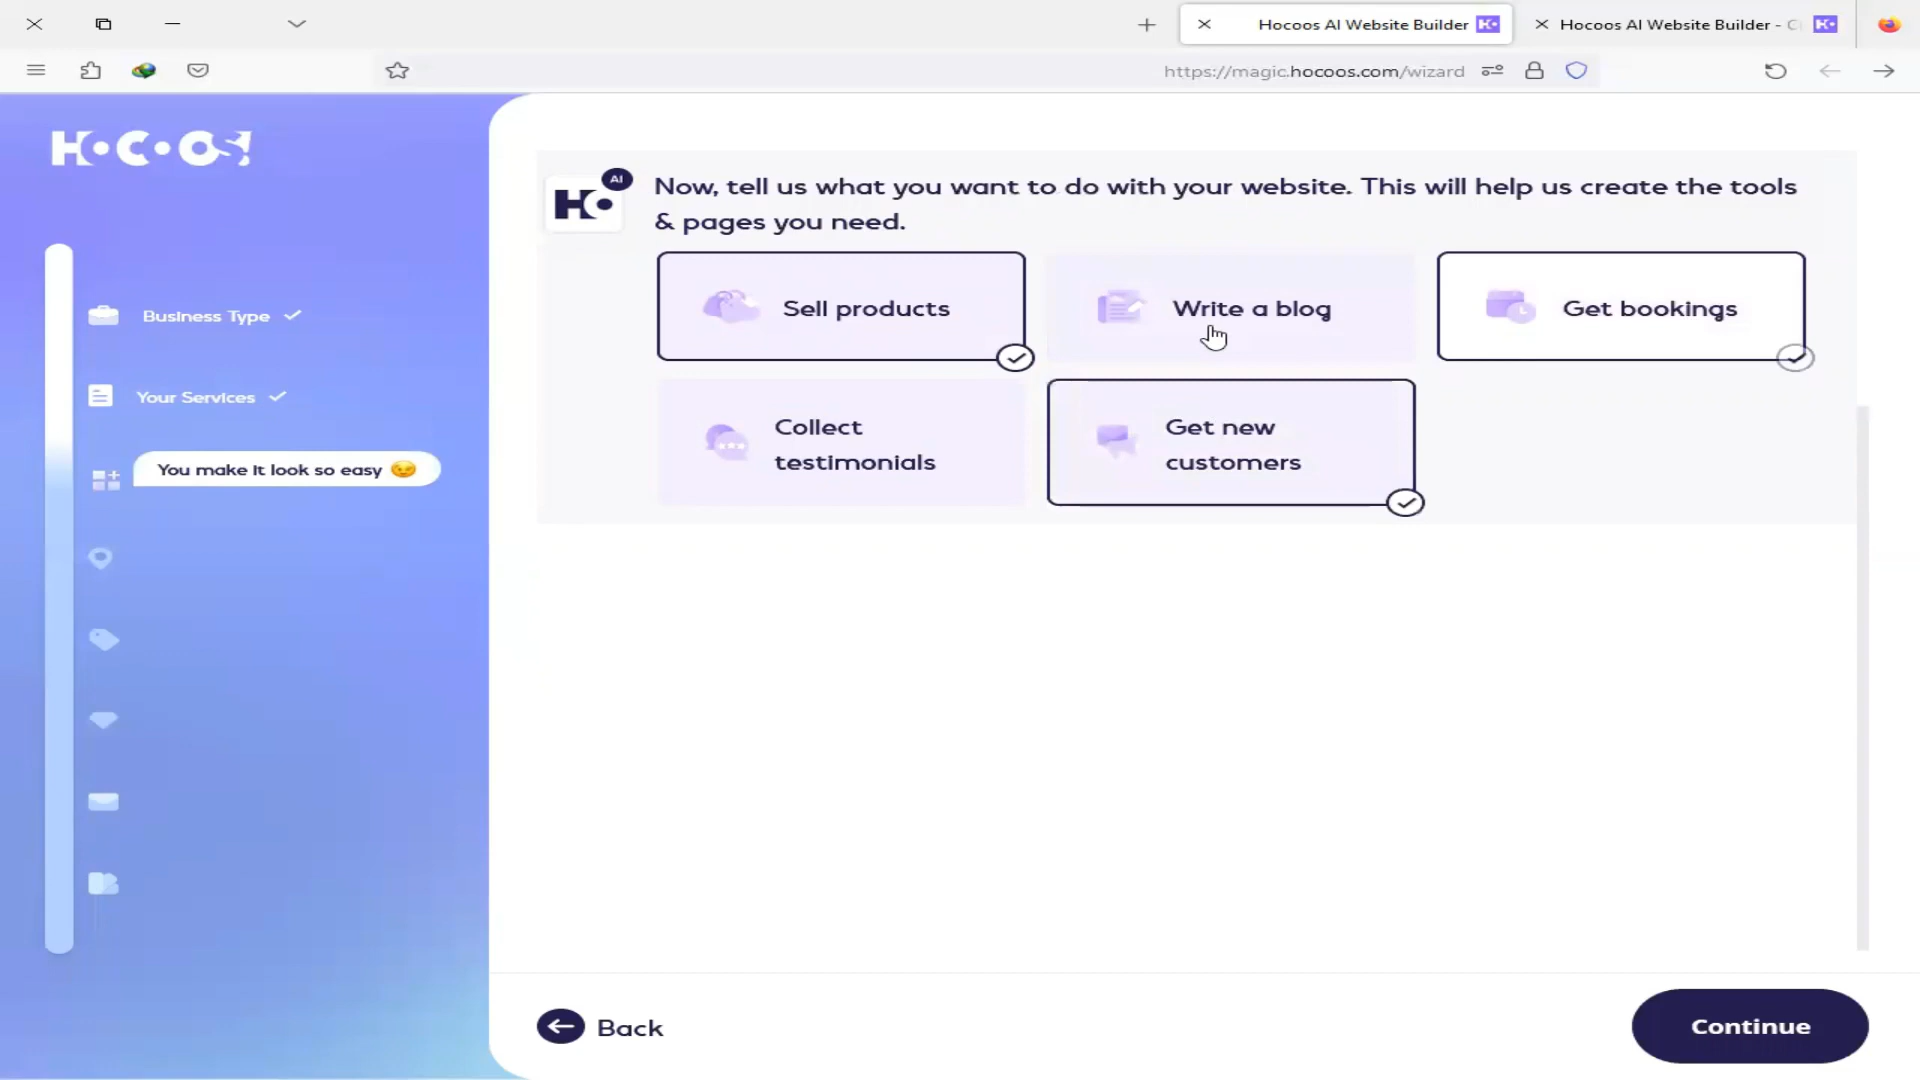 Hocoos AI Website Builder
Hocoos AI Website Builder - C
https://magic.hocoos.com/wizard
HOCOOS!
AI
HO
Now, tell us what you want to do with your website. This will help us create the tools
& pages you need.
Sell products
Write a blog
Get bookings
Collect
testimonials
Get new
customers
Business Type
Your Services
You make it look so easy 😉
Back
Continue